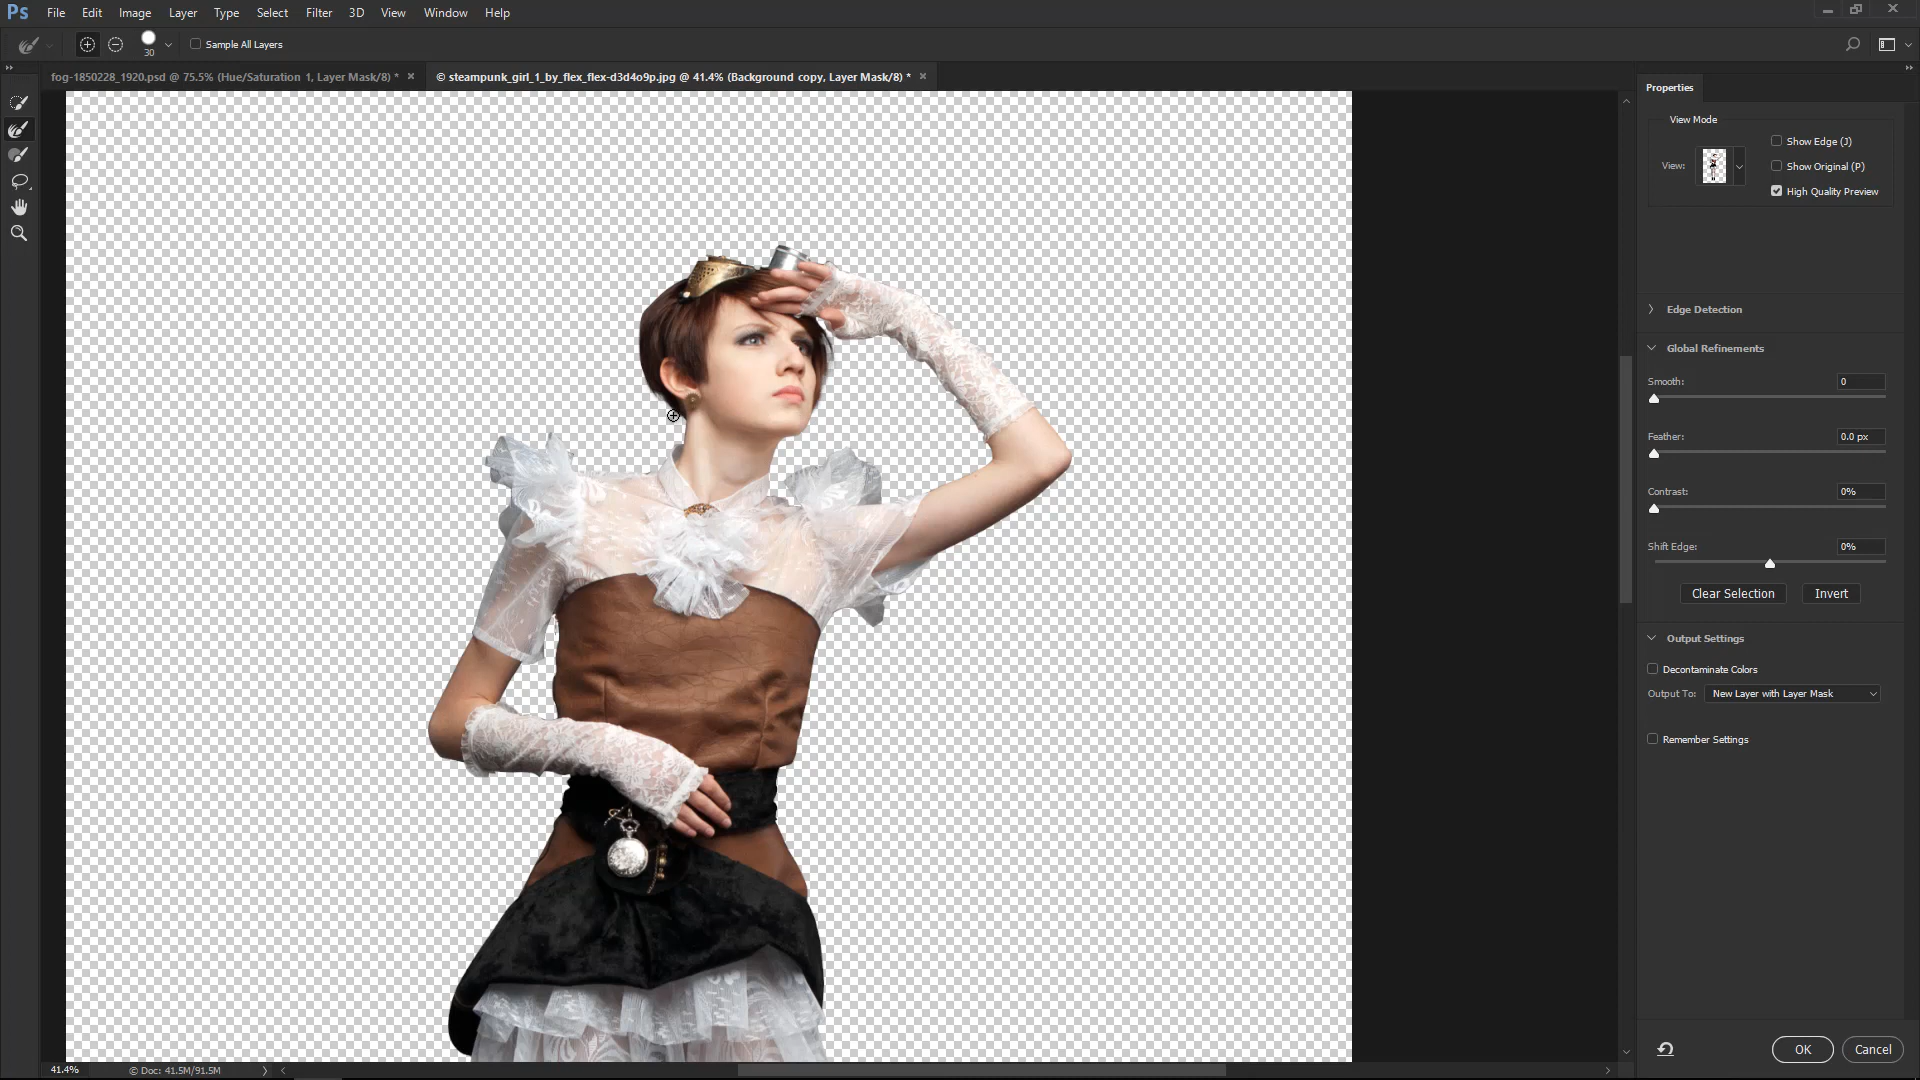 Ps File Edit Image Layer Type Select Filter 3D View Window Help
30 Sample All Layers
fog-1850228_1920.psd @ 75.5% (Hue/Saturation 1, Layer Mask/8) *
© steampunk_girl_1_by_flex_flex-d3d4o9p.jpg @ 41.4% (Background copy, Layer Mask/8) *
Properties
View Mode
Show Edge (J)
View:
Show Original (P)
High Quality Preview
Edge Detection
Global Refinements
Smooth: 0
Feather: 0.0 px
Contrast: 0%
Shift Edge: 0%
Clear Selection Invert
Output Settings
Decontaminate Colors
Output To: New Layer with Layer Mask
Remember Settings
OK Cancel
41.4% © Doc: 41.5M/91.5M